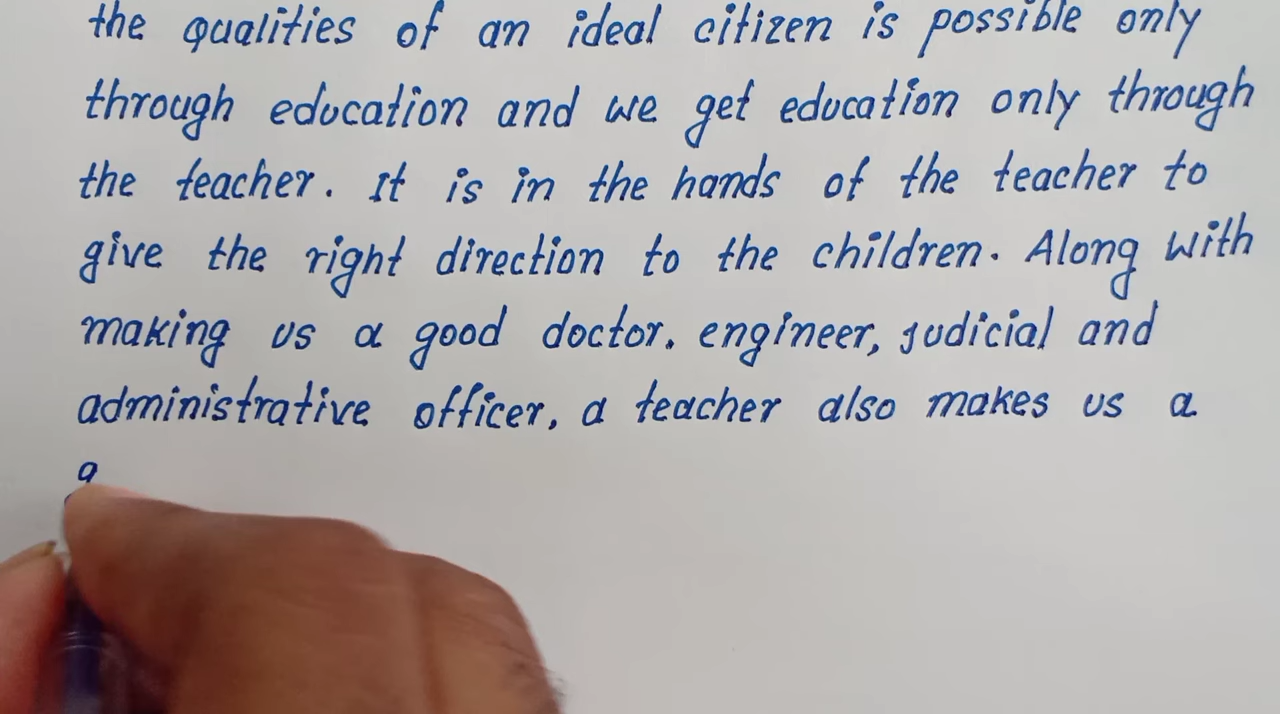 the qualities of an ideal citizen is possible only
through education and we get education only through
the teacher. It is in the hands of the teacher to
give the right direction to the children. Along with
making us a good doctor. engineer, judicial and
administrative officer, a teacher also makes us a
g